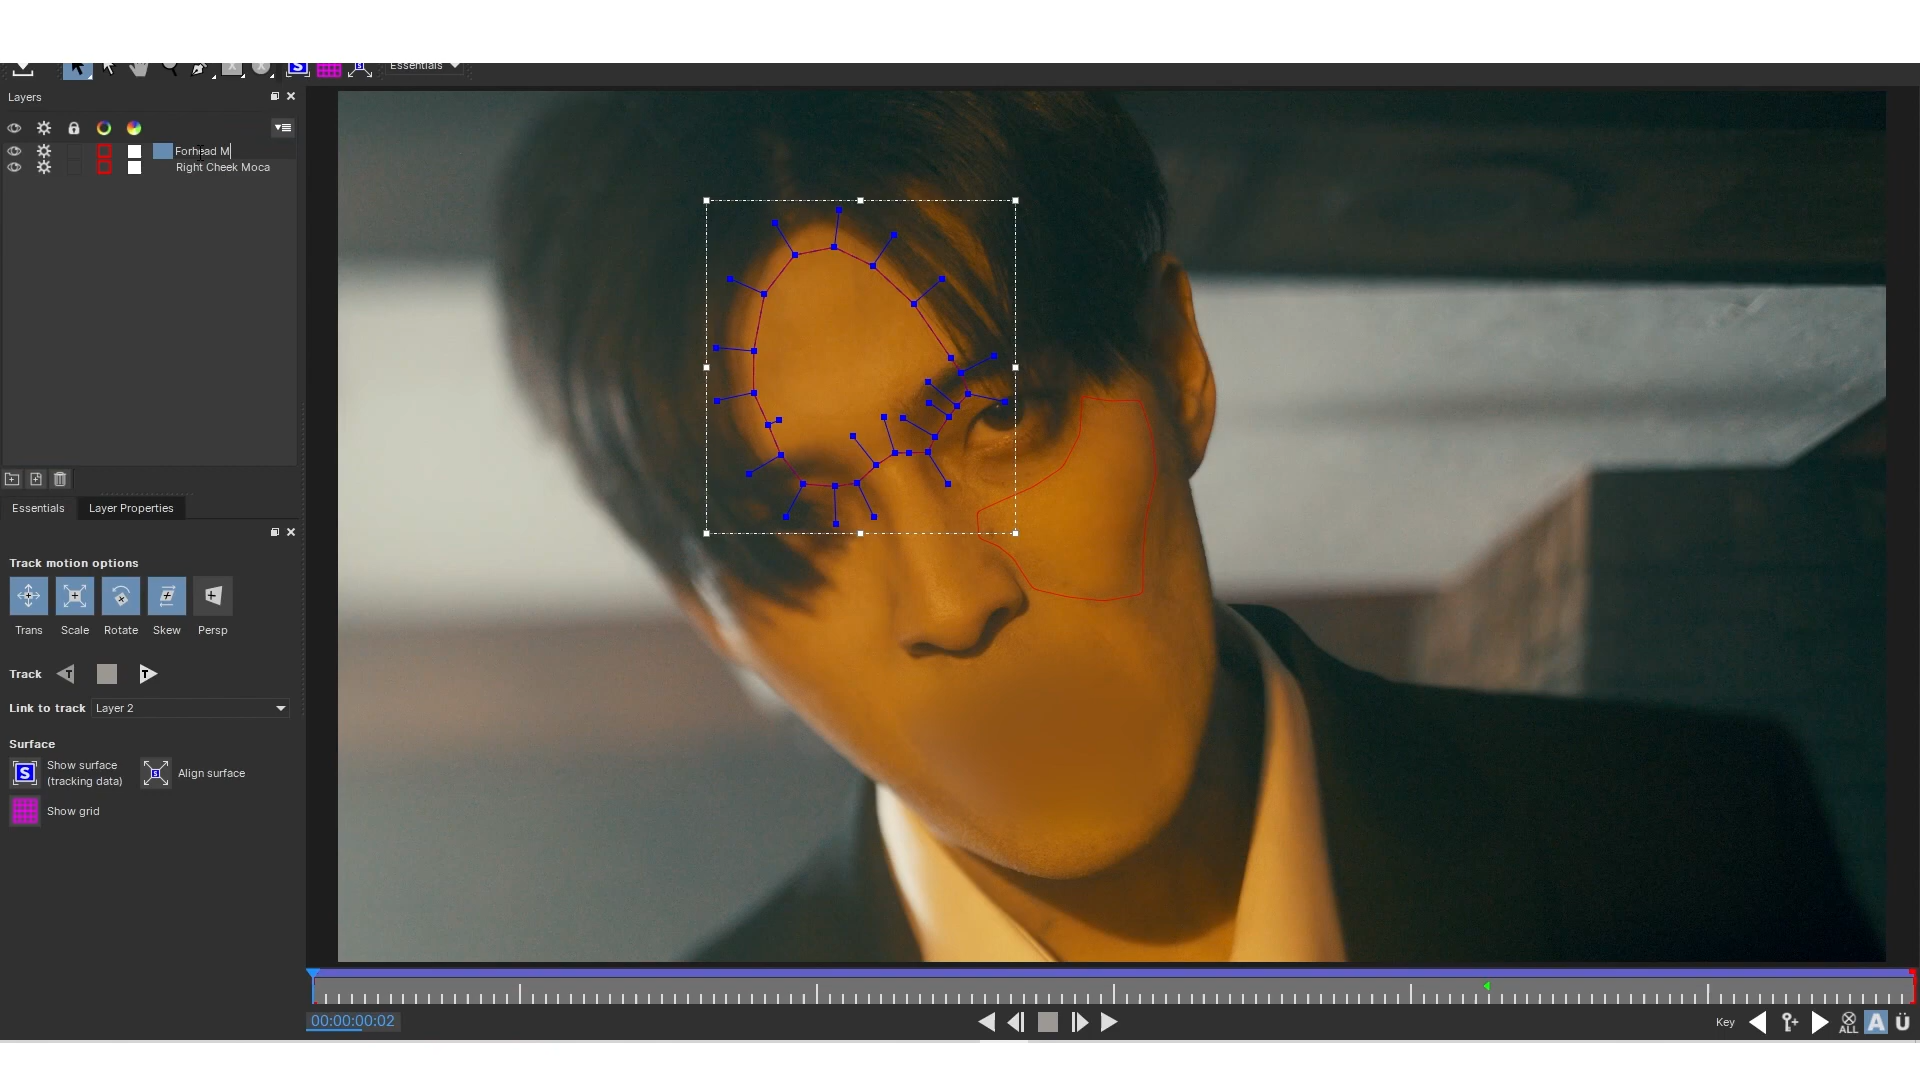 Essentials
Layers
Forhead M
Right Cheek Moca
Essentials
Layer Properties
Track motion options
Trans
Scale
Rotate
Skew
Persp
Track
T
T
Link to track
Layer 2
Surface
S
Show surface
(tracking data)
Align surface
Show grid
00:00:00:02
Key
ALL
A
Ü